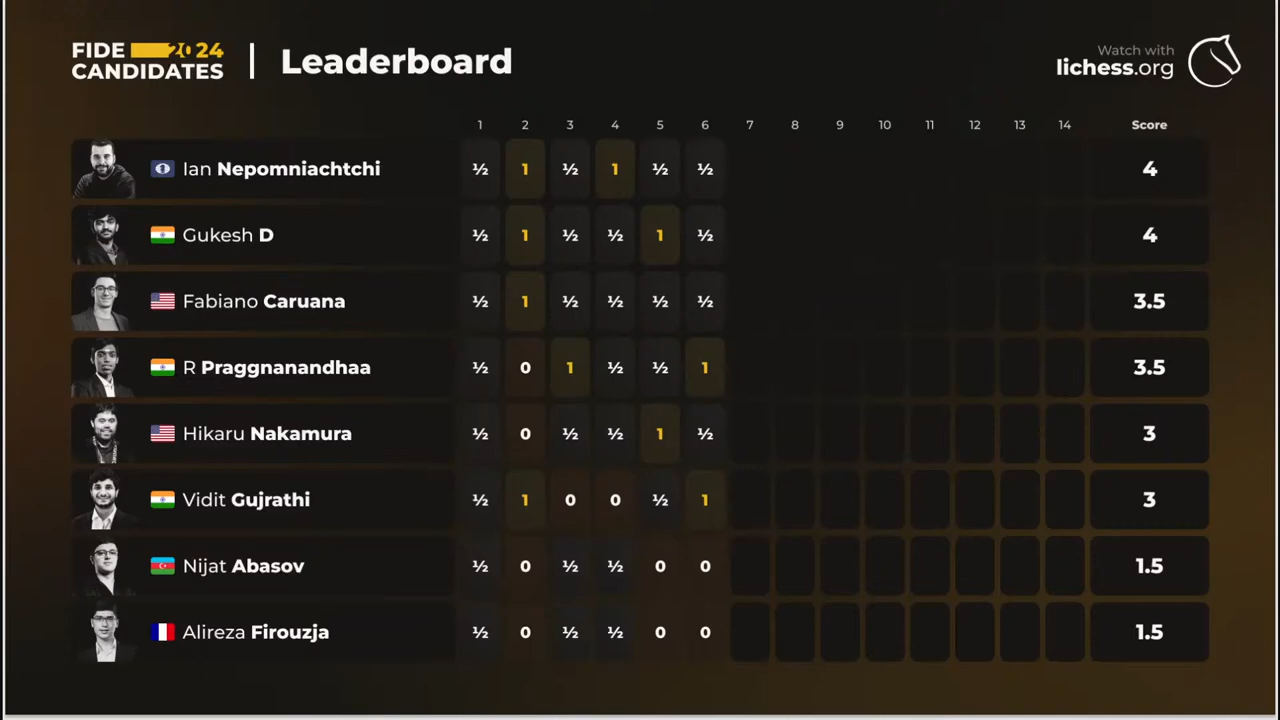 FIDE 2024
CANDIDATES
Leaderboard
Watch with
lichess.org
1 2 3 4 5 6 7 8 9 10 11 12 13 14 Score
Ian Nepomniachtchi ½ 1 ½ 1 ½ ½ 4
Gukesh D ½ 1 ½ ½ 1 ½ 4
Fabiano Caruana ½ 1 ½ ½ ½ ½ 3.5
R Praggnanandhaa ½ 0 1 ½ ½ 1 3.5
Hikaru Nakamura ½ 0 ½ ½ 1 ½ 3
Vidit Gujrathi ½ 1 0 0 ½ 1 3
Nijat Abasov ½ 0 ½ ½ 0 0 1.5
Alireza Firouzja ½ 0 ½ ½ 0 0 1.5